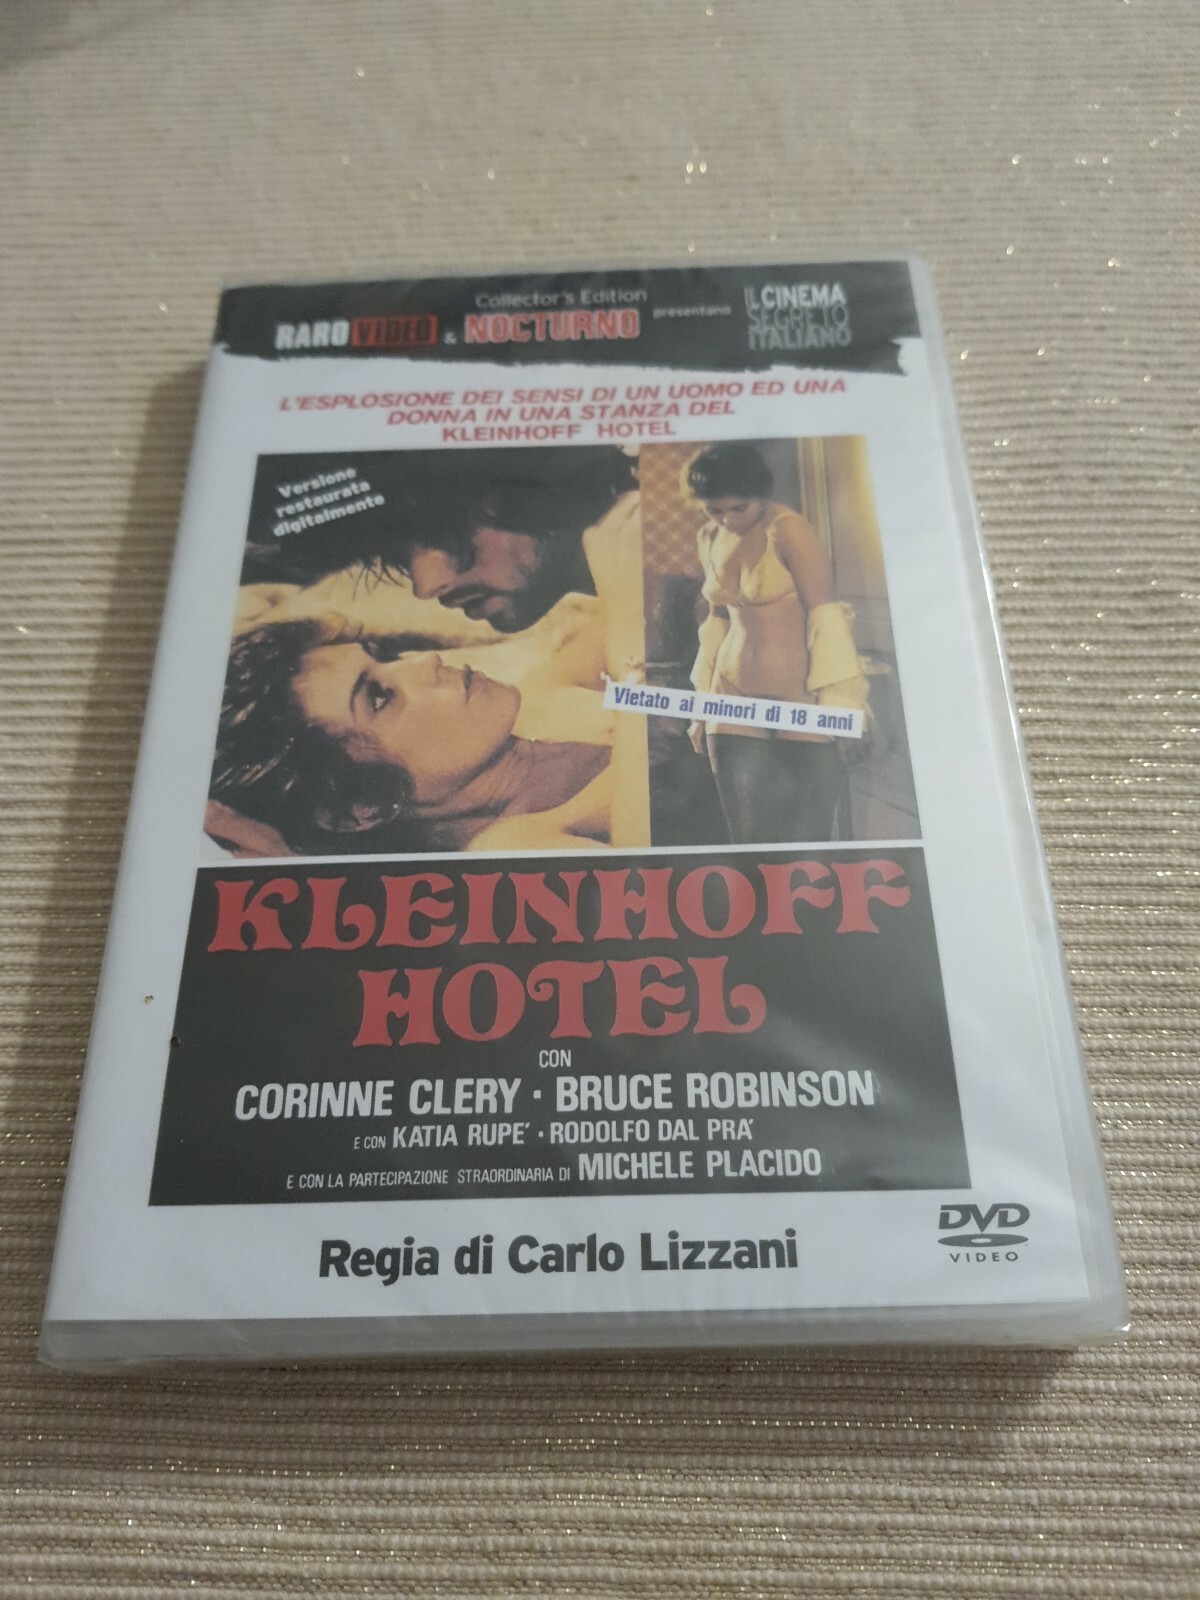 Collector's Edition
RARO VIDEO & NOCTURNO presentano
IL CINEMA
SEGRETO
ITALIANO
L'ESPLOSIONE DEI SENSI DI UN UOMO ED UNA
DONNA IN UNA STANZA DEL
KLEINHOFF HOTEL
Versione
restaurata
digitalmente
Vietato ai minori di 18 anni
KLEINHOFF
HOTEL
CON
CORINNE CLERY · BRUCE ROBINSON
E CON KATIA RUPE' · RODOLFO DAL PRA'
E CON LA PARTECIPAZIONE STRAORDINARIA DI MICHELE PLACIDO
Regia di Carlo Lizzani
DVD
VIDEO